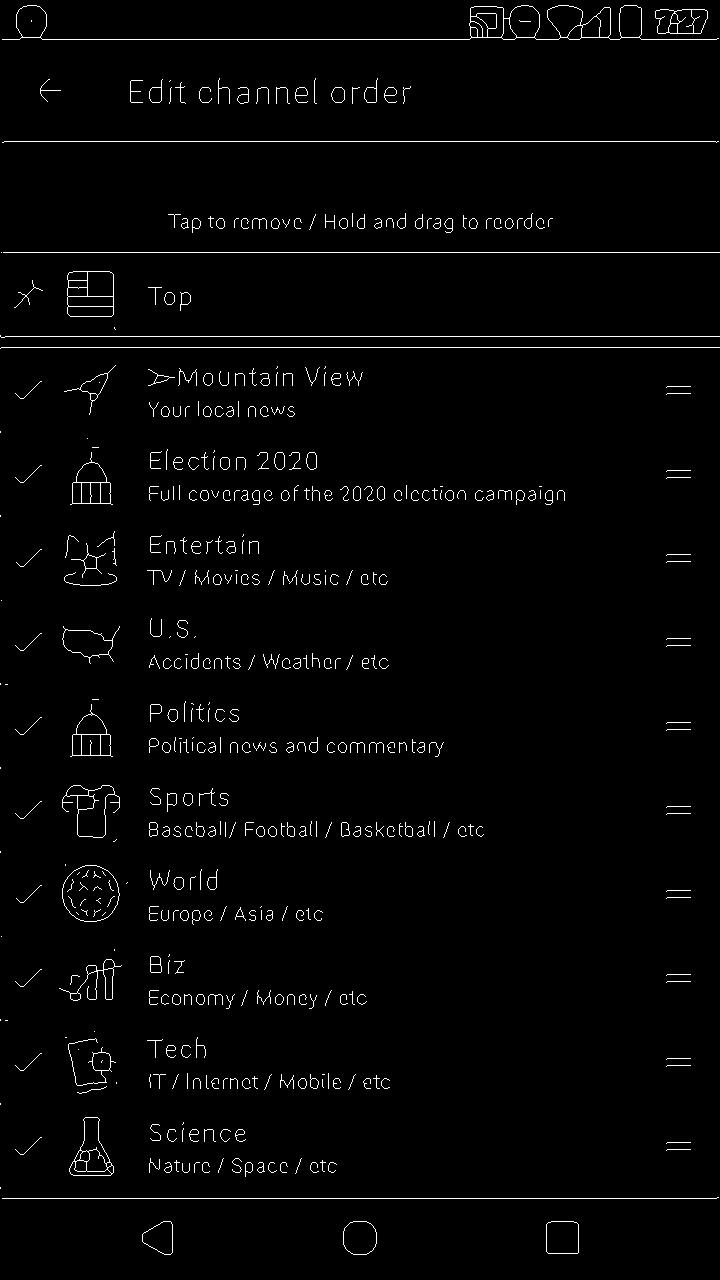 7:27
Edit channel order
Tap to remove / Hold and drag to reorder
Top
➣Mountain View
Your local news
Election 2020
Full coverage of the 2020 election campaign
Entertain
TV / Movies / Music / etc
U.S.
Accidents / Weather / etc
Politics
Political news and commentary
Sports
Baseball/ Football / Basketball / etc
World
Europe / Asia / etc
Biz
Economy / Money / etc
Tech
IT / Internet / Mobile / etc
Science
Nature / Space / etc